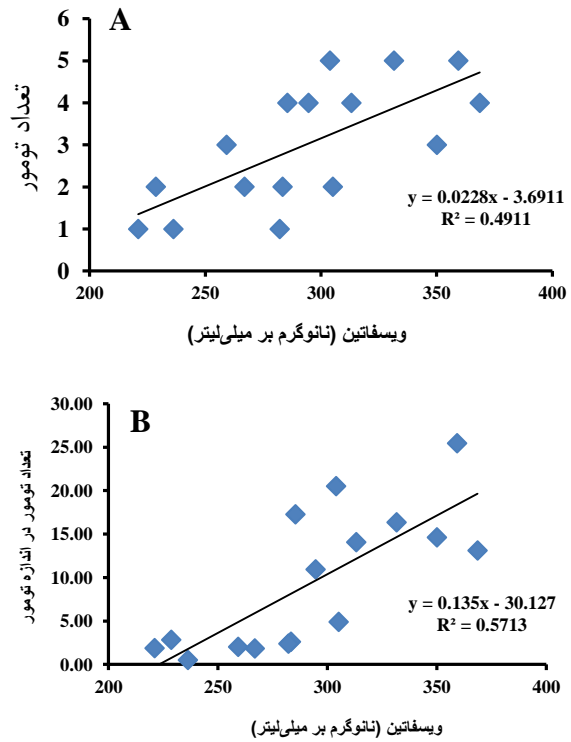 A
6
5
4
3
2
1
0
تعداد تومور
y = 0.0228x - 3.6911
R² = 0.4911
200 250 300 350 400
ویسفاتین (نانوگرم بر میلی‌لیتر)
B
30.00
25.00
20.00
15.00
10.00
5.00
0.00
تعداد تومور در اندازه تومور
y = 0.135x - 30.127
R² = 0.5713
200 250 300 350 400
ویسفاتین (نانوگرم بر میلی‌لیتر)